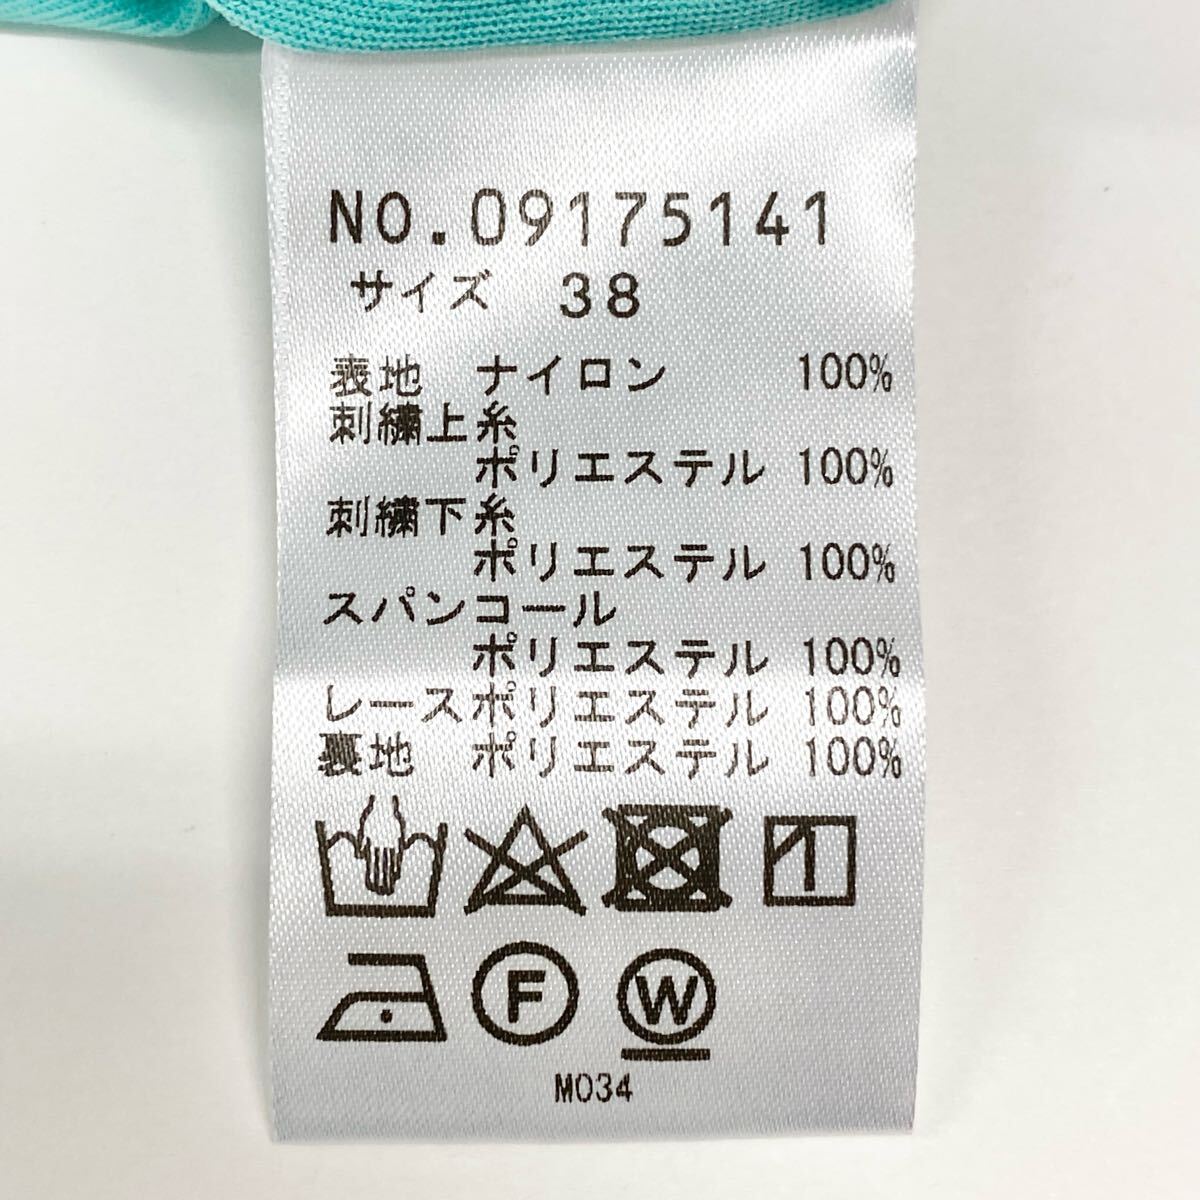 NO.09175141
サイズ 38
表地 ナイロン 100%
刺繍上糸
ポリエステル 100%
刺繍下糸
ポリエステル 100%
スパンコール
ポリエステル 100%
レースポリエステル 100%
裏地 ポリエステル 100%
1
F W
M034